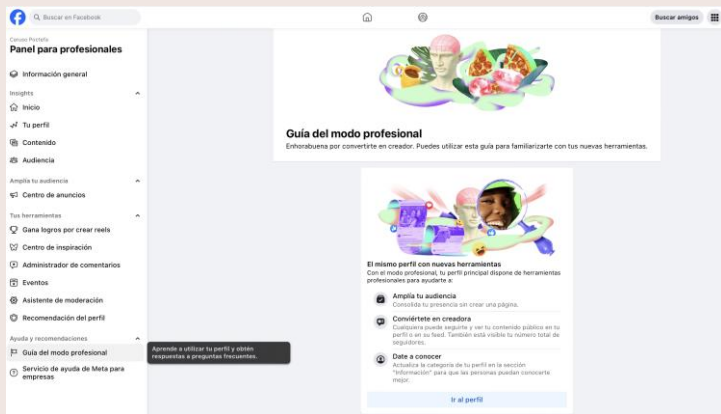 Buscar en Facebook
Buscar amigos
Panel para profesionales
Información general
Insights
Inicio
Tu perfil
Contenido
Audiencia
Amplía tu audiencia
Centro de anuncios
Tus herramientas
Gana logros por crear reels
Centro de inspiración
Administrador de comentarios
Eventos
Asistente de moderación
Recomendación del perfil
Ayuda y recomendaciones
Guía del modo profesional
Servicio de ayuda de Meta para
empresas
Aprende a utilizar tu perfil y obtén
respuestas a preguntas frecuentes.
Guía del modo profesional
Enhorabuena por convertirte en creador. Puedes utilizar esta guía para familiarizarte con tus nuevas herramientas.
El mismo perfil con nuevas herramientas
Con el modo profesional, tu perfil principal dispone de herramientas
profesionales para ayudarte a:
Amplía tu audiencia
Consolida tu presencia sin crear una página.
Conviértete en creadora
Cualquiera puede seguirte y ver tu contenido público en tu
perfil o en su feed. También está visible tu número total de
seguidores.
Date a conocer
Actualiza la categoría de tu perfil en la sección
"Información" para que las personas puedan conocerte
mejor.
Ir al perfil